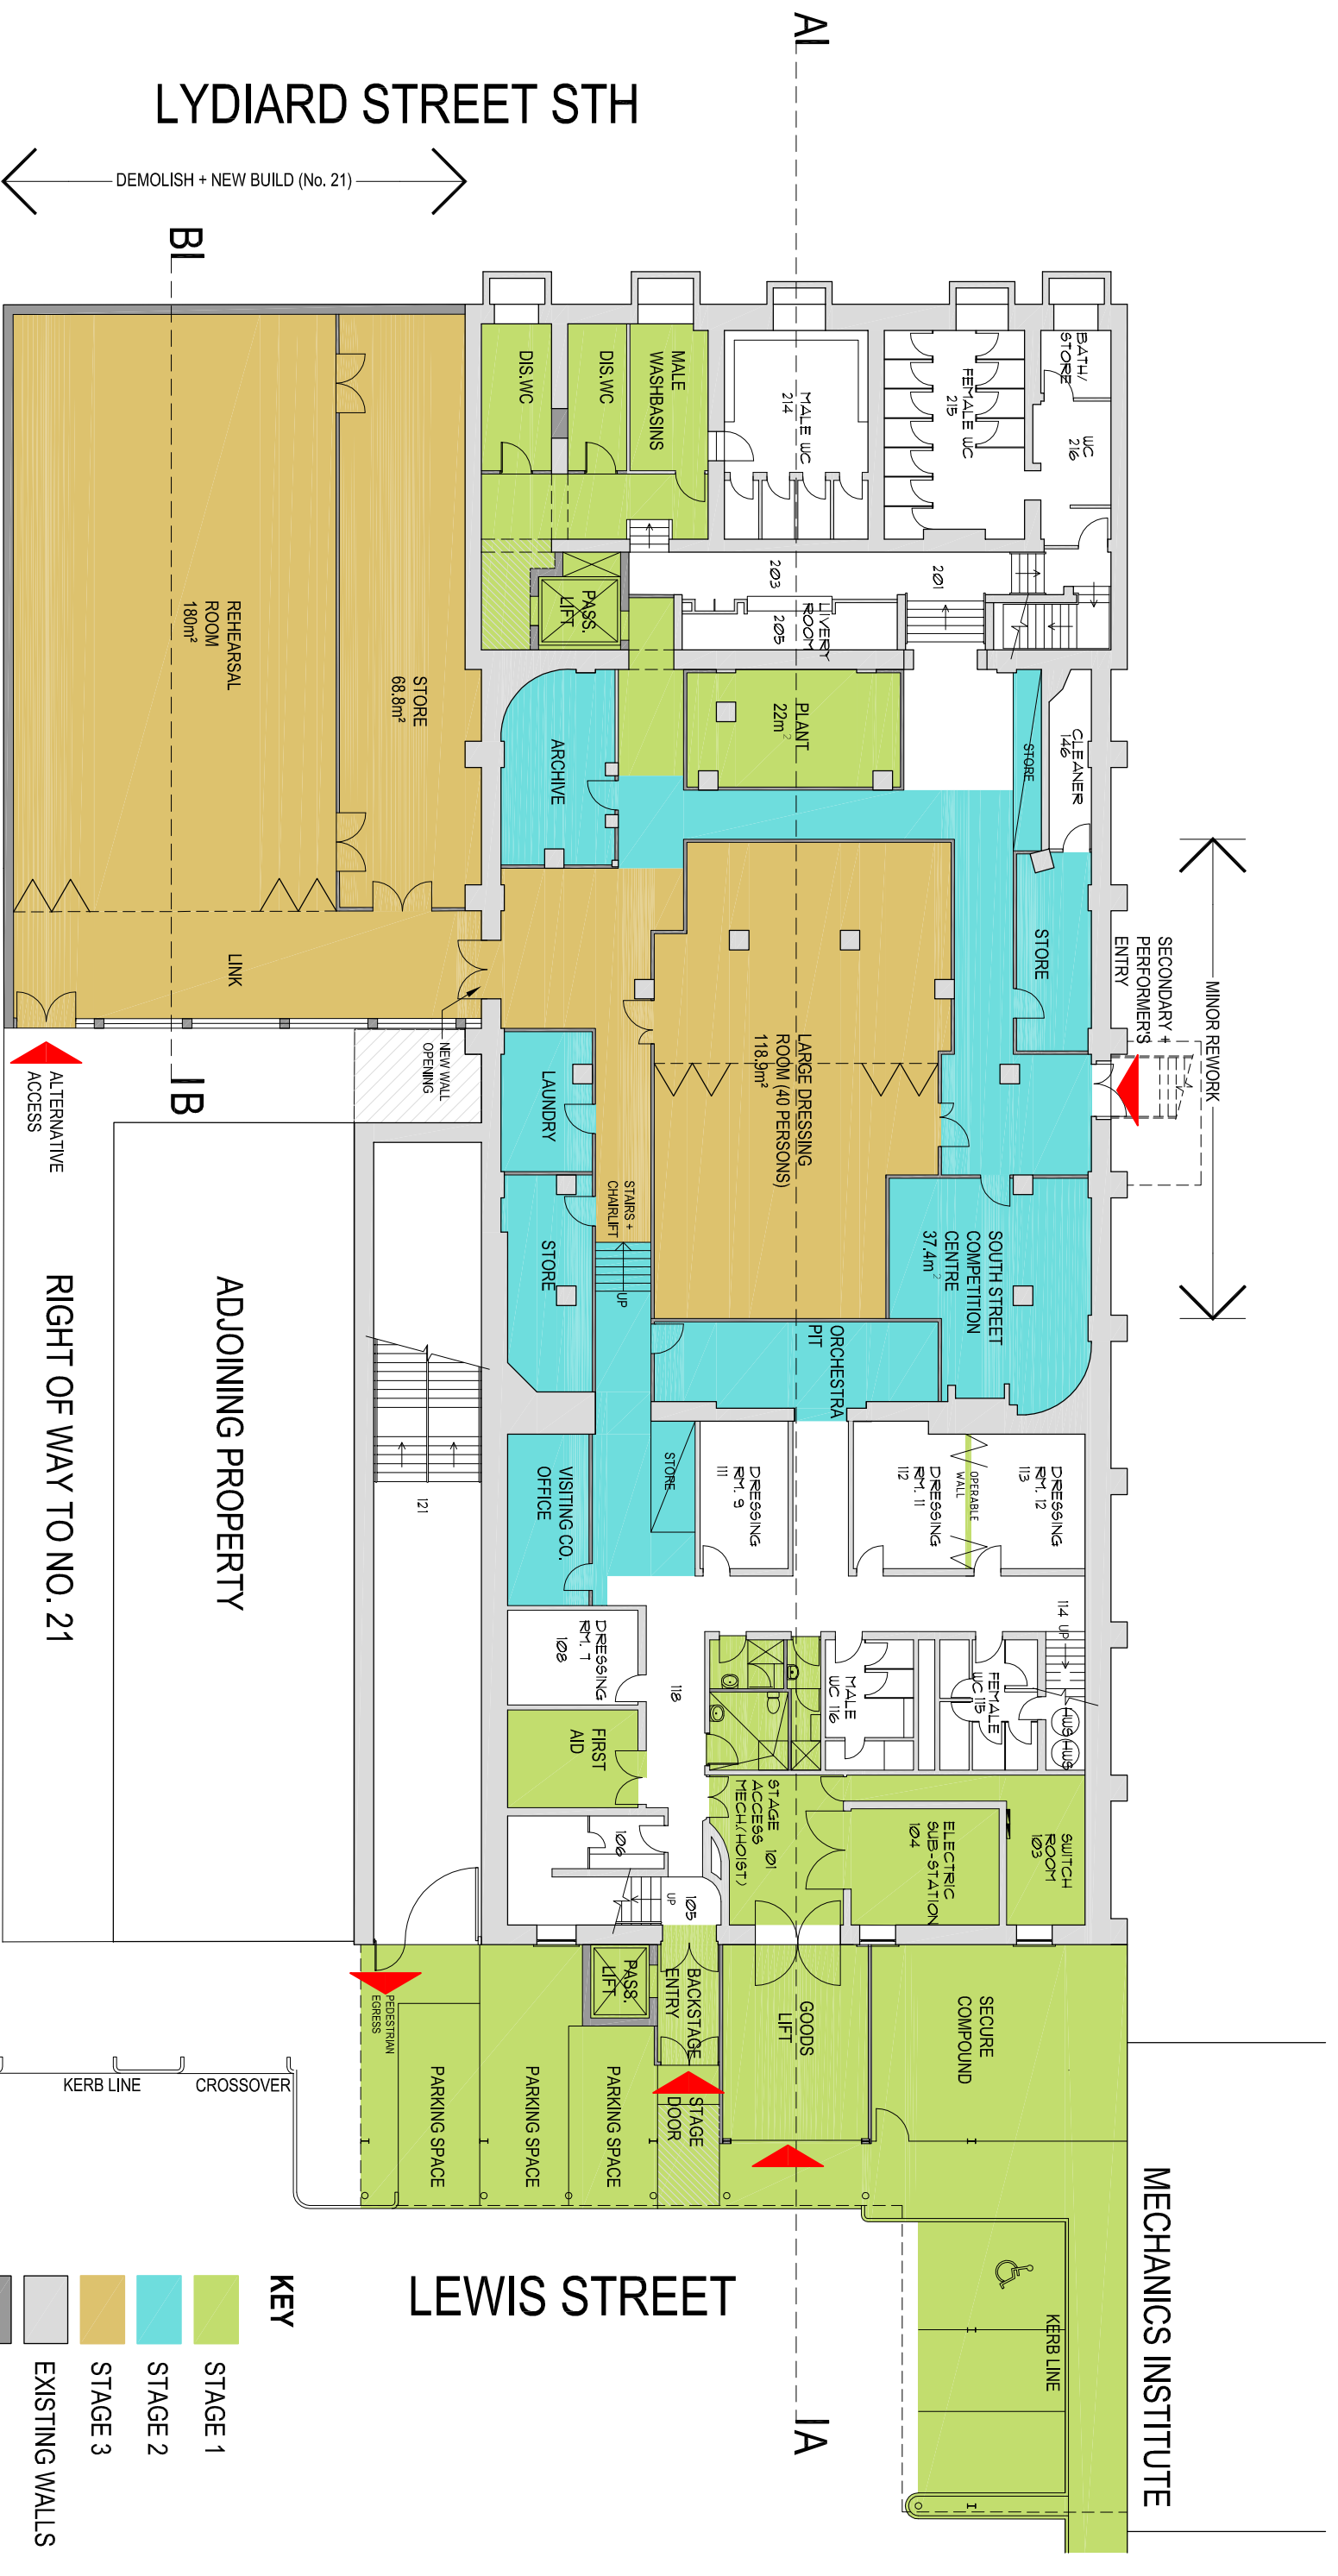 LYDIARD STREET STH
DEMOLISH + NEW BUILD (No. 21)
A
B
BATH/
STORE
WC
216
FEMALE WC
215
MALE WC
214
MALE
WASHBASINS
DIS.WC
DIS.WC
201
203
LIVERY
ROOM
205
PASS.
LIFT
REHEARSAL
ROOM
180m²
STORE
68.8m²
PLANT
22m²
ARCHIVE
STORE
CLEANER
146
STORE
SECONDARY +
PERFORMER'S
ENTRY
MINOR REWORK
LINK
NEW WALL
OPENING
LARGE DRESSING
ROOM (40 PERSONS)
118.9m²
LAUNDRY
ALTERNATIVE
ACCESS
B
STAIRS +
CHAIRLIFT
UP
STORE
SOUTH STREET
COMPETITION
CENTRE
37.4m²
ORCHESTRA
PIT
ADJOINING PROPERTY
RIGHT OF WAY TO NO. 21
121
STORE
VISITING CO.
OFFICE
DRESSING
RM. 9
111
DRESSING
RM. 11
112
OPERABLE
WALL
DRESSING
RM. 12
113
114 UP
DRESSING
RM. 7
108
118
MALE
WC 116
FEMALE
WC 115
HWS
HWS
FIRST
AID
STAGE
ACCESS 101
MECH.(HOIST)
ELECTRIC
SUB-STATION
104
SWITCH
ROOM
103
106
UP
105
PASS.
LIFT
BACKSTAGE
ENTRY
GOODS
LIFT
SECURE
COMPOUND
PEDESTRIAN
EGRESS
STAGE
DOOR
PARKING SPACE
PARKING SPACE
PARKING SPACE
KERB LINE
CROSSOVER
MECHANICS INSTITUTE
KERB LINE
LEWIS STREET
A
KEY
STAGE 1
STAGE 2
STAGE 3
EXISTING WALLS